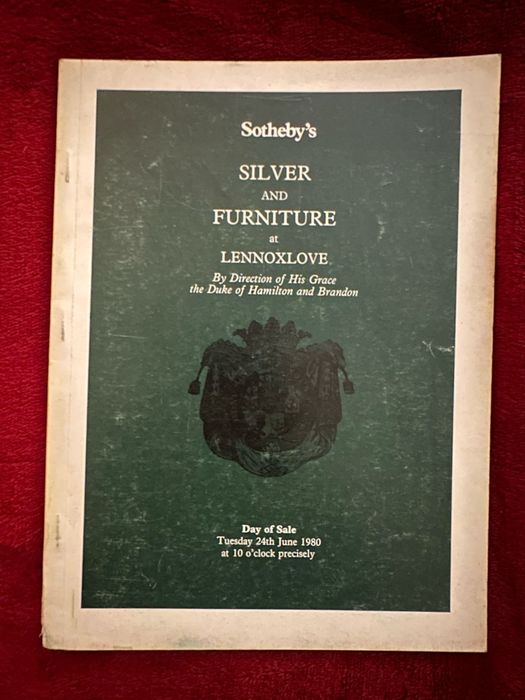 Sotheby's
SILVER
AND
FURNITURE
at
LENNOXLOVE
By Direction of His Grace
the Duke of Hamilton and Brandon
Day of Sale
Tuesday 24th June 1980
at 10 o'clock precisely